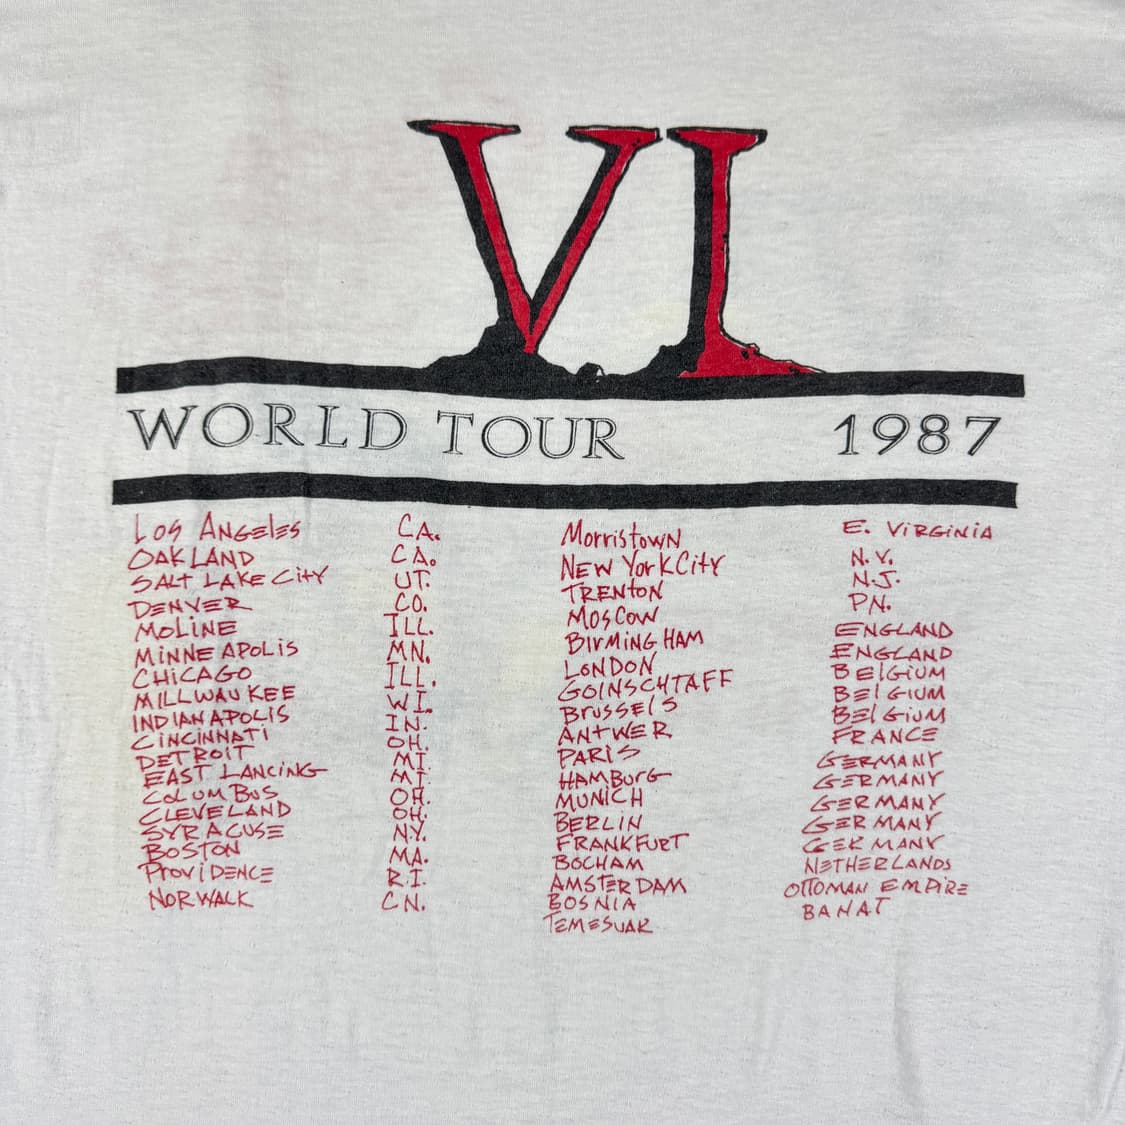 VI
WORLD TOUR 1987
LOS ANGELES CA.
OAKLAND CA.
SALT LAKE CITY UT.
DENVER CO.
MOLINE ILL.
MINNEAPOLIS MN.
CHICAGO ILL.
MILLWAUKEE WI.
INDIANAPOLIS IN.
CINCINNATI OH.
DETROIT MI.
EAST LANCING MI.
COLUMBUS OH.
CLEVELAND OH.
SYRACUSE NY.
BOSTON MA.
PROVIDENCE R.I.
NORWALK CN.
MORRISTOWN E. VIRGINIA
NEW YORK CITY N.Y.
TRENTON N.J.
MOSCOW PN.
BIRMINGHAM ENGLAND
LONDON ENGLAND
GOINSCHTAFF BELGIUM
BRUSSELS BELGIUM
ANTWER BELGIUM
PARIS FRANCE
HAMBURG GERMANY
MUNICH GERMANY
BERLIN GERMANY
FRANKFURT GERMANY
BOCHAM GERMANY
AMSTERDAM NETHERLANDS
BOSNIA OTTOMAN EMPIRE
TEMESUAR BANAT